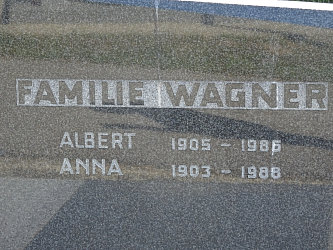 FAMILIE WAGNER
ALBERT 1905 - 1986
ANNA 1903 - 1988